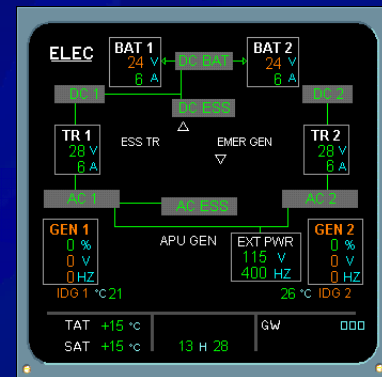 ELEC
BAT 1
24 V
6 A
DC BAT
BAT 2
24 V
6 A
DC 1
DC ESS
DC 2
TR 1
28 V
6 A
ESS TR
EMER GEN
TR 2
28 V
6 A
AC 1
AC ESS
AC 2
GEN 1
0 %
0 V
0 HZ
APU GEN
EXT PWR
115 V
400 HZ
GEN 2
0 %
0 V
0 HZ
IDG 1 °C 21
26 °C IDG 2
TAT +15 °C
GW
SAT +15 °C
13 H 28